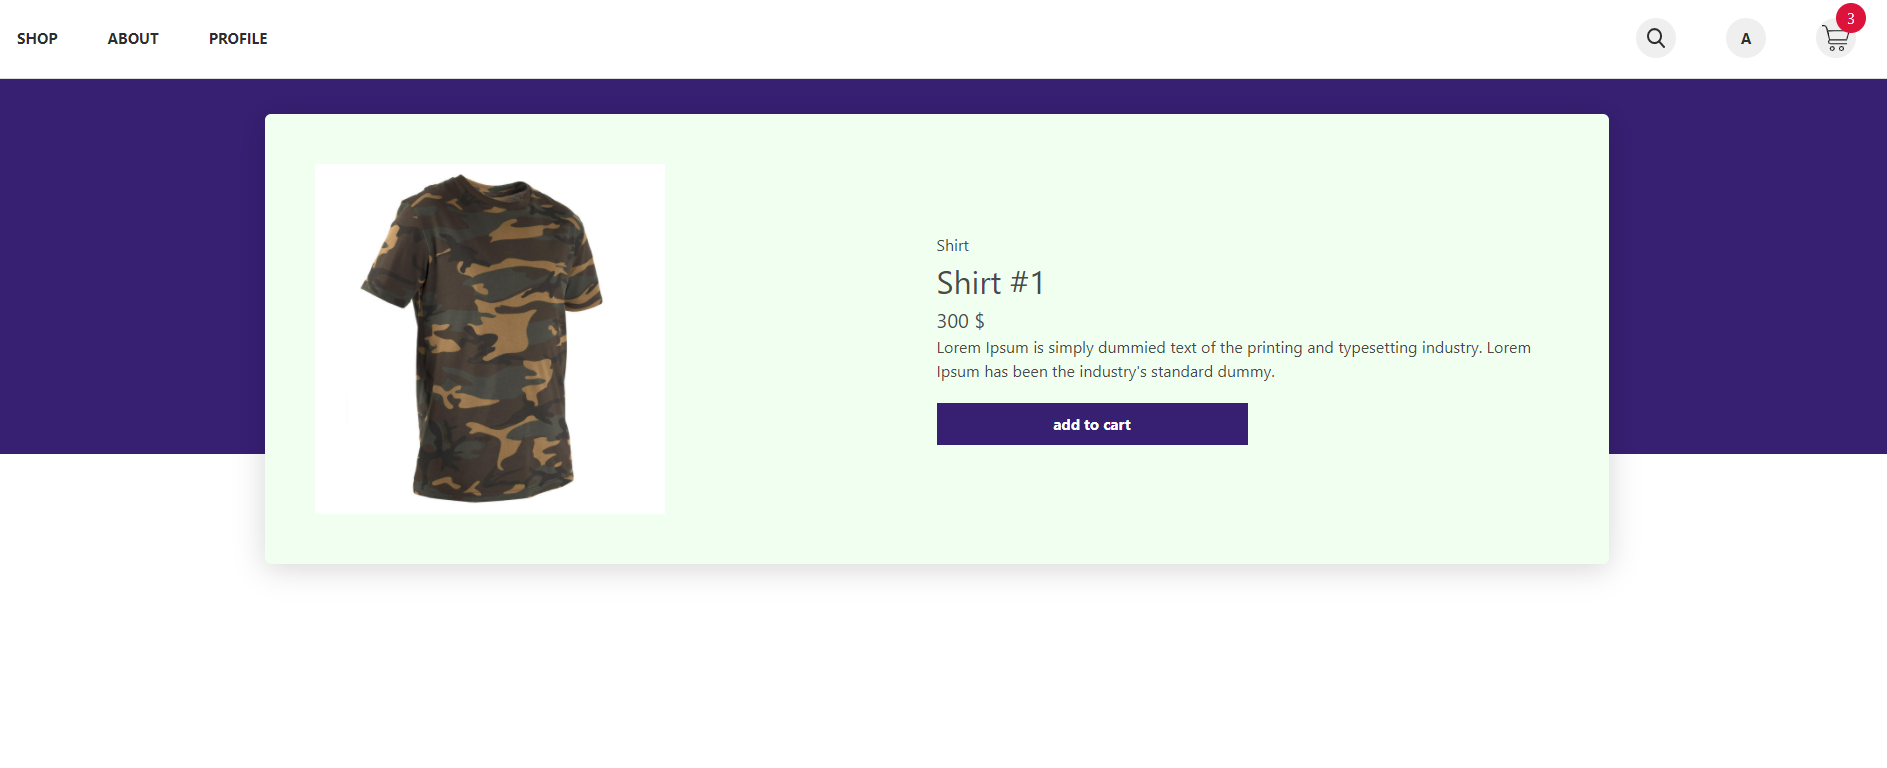 SHOP ABOUT PROFILE A 3
Shirt
Shirt #1
300 $
Lorem Ipsum is simply dummied text of the printing and typesetting industry. Lorem
Ipsum has been the industry's standard dummy.
add to cart